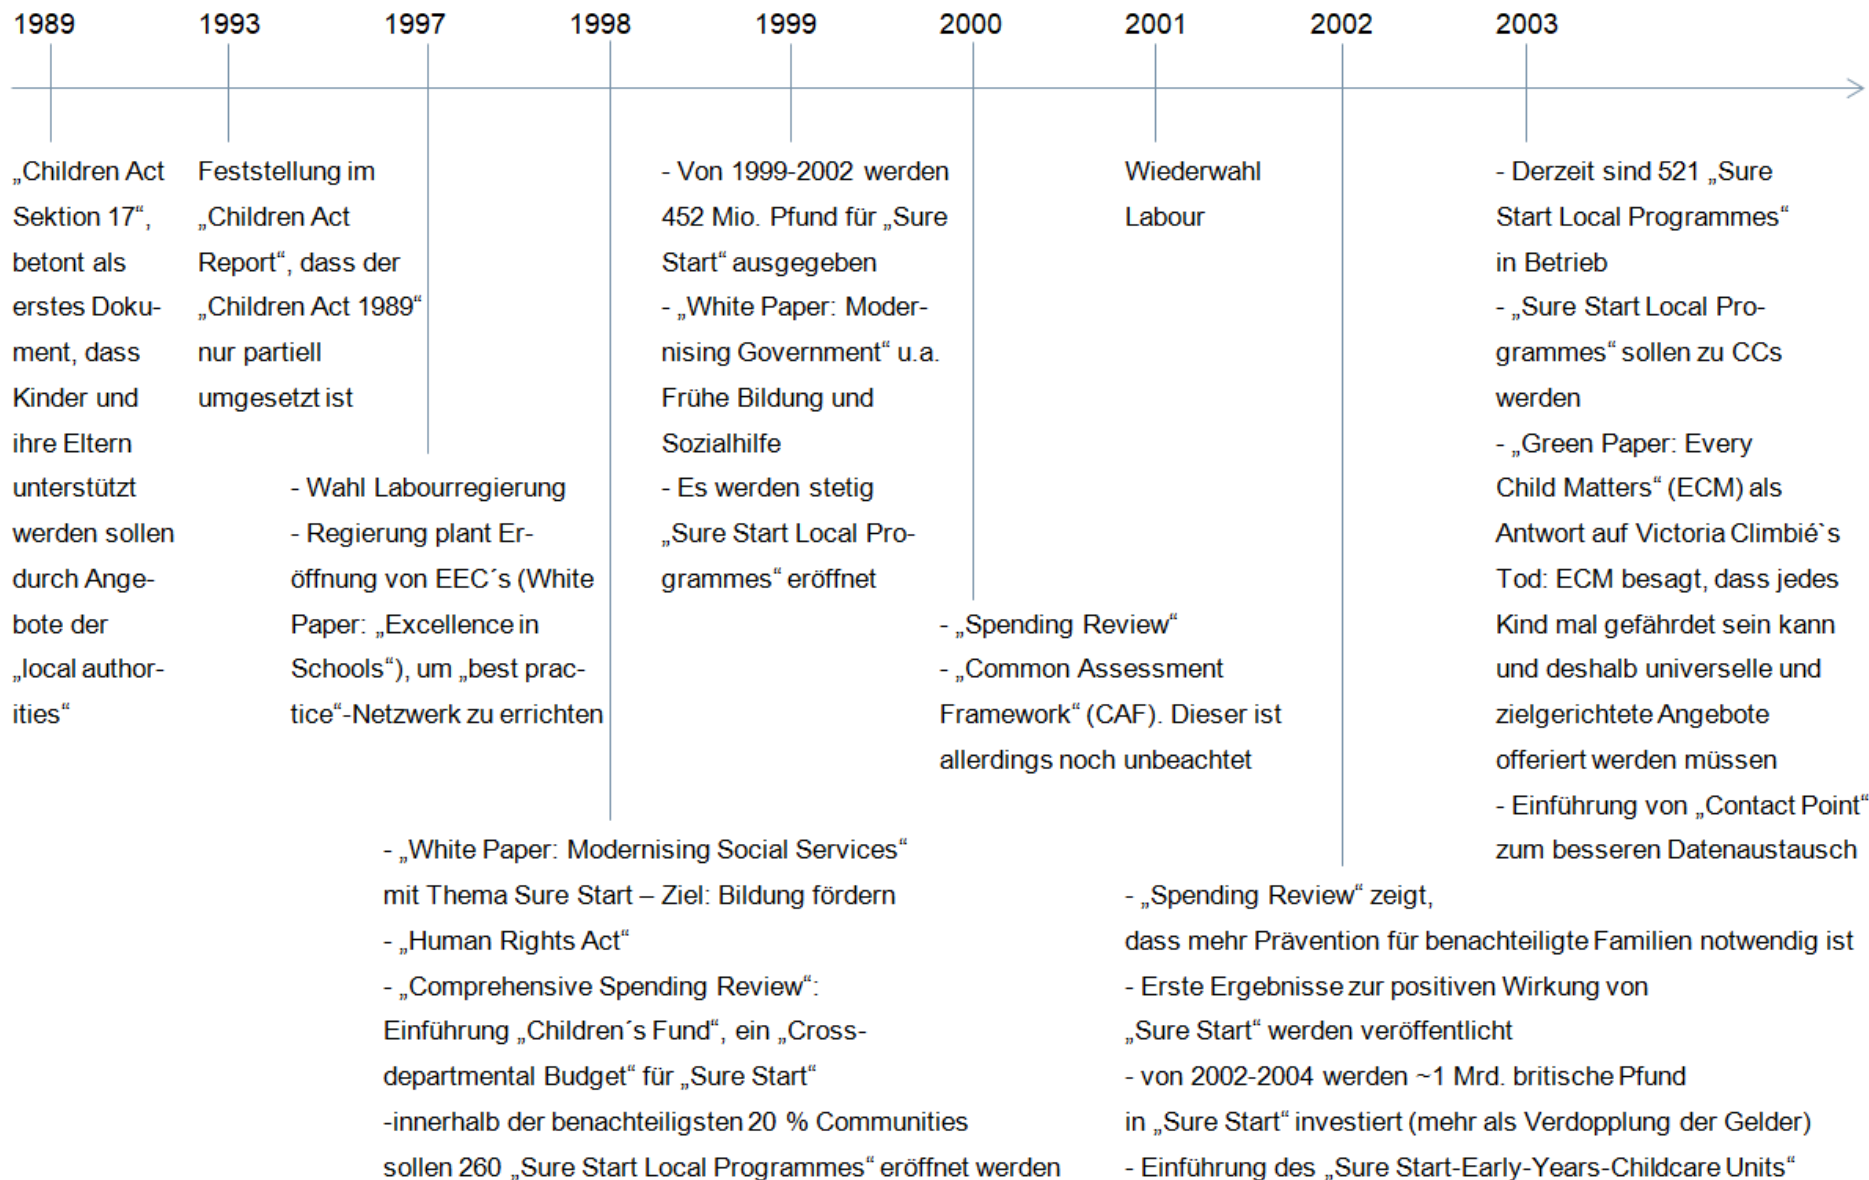 1989 1993 1997 1998 1999 2000 2001 2002 2003
„Children Act
Sektion 17“,
betont als
erstes Doku-
ment, dass
Kinder und
ihre Eltern
unterstützt
werden sollen
durch Ange-
bote der
„local author-
ities“
Feststellung im
„Children Act
Report“, dass der
„Children Act 1989“
nur partiell
umgesetzt ist
- Wahl Labourregierung
- Regierung plant Er-
öffnung von EEC´s (White
Paper: „Excellence in
Schools“), um „best prac-
tice“-Netzwerk zu errichten
- „White Paper: Modernising Social Services“
mit Thema Sure Start – Ziel: Bildung fördern
- „Human Rights Act“
- „Comprehensive Spending Review“:
Einführung „Children´s Fund“, ein „Cross-
departmental Budget“ für „Sure Start“
-innerhalb der benachteiligsten 20 % Communities
sollen 260 „Sure Start Local Programmes“ eröffnet werden
- Von 1999-2002 werden
452 Mio. Pfund für „Sure
Start“ ausgegeben
- „White Paper: Moder-
nising Government“ u.a.
Frühe Bildung und
Sozialhilfe
- Es werden stetig
„Sure Start Local Pro-
grammes“ eröffnet
- „Spending Review“
- „Common Assessment
Framework“ (CAF). Dieser ist
allerdings noch unbeachtet
Wiederwahl
Labour
- „Spending Review“ zeigt,
dass mehr Prävention für benachteiligte Familien notwendig ist
- Erste Ergebnisse zur positiven Wirkung von
„Sure Start“ werden veröffentlicht
- von 2002-2004 werden ~1 Mrd. britische Pfund
in „Sure Start“ investiert (mehr als Verdopplung der Gelder)
- Einführung des „Sure Start-Early-Years-Childcare Units“
- Derzeit sind 521 „Sure
Start Local Programmes“
in Betrieb
- „Sure Start Local Pro-
grammes“ sollen zu CCs
werden
- „Green Paper: Every
Child Matters“ (ECM) als
Antwort auf Victoria Climbié`s
Tod: ECM besagt, dass jedes
Kind mal gefährdet sein kann
und deshalb universelle und
zielgerichtete Angebote
offeriert werden müssen
- Einführung von „Contact Point“
zum besseren Datenaustausch